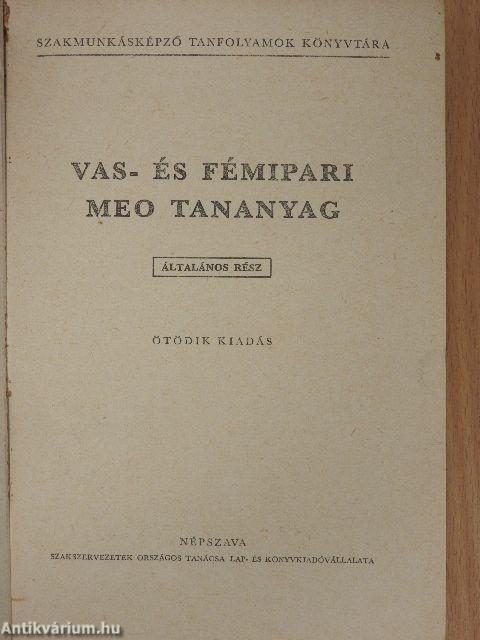 SZAKMUNKÁSKÉPZŐ TANFOLYAMOK KÖNYVTÁRA
VAS- ÉS FÉMIPARI
MEO TANANYAG
ÁLTALÁNOS RÉSZ
ÖTÖDIK KIADÁS
NÉPSZAVA
SZAKSZERVEZETEK ORSZÁGOS TANÁCSA LAP- ÉS KÖNYVKIADÓVÁLLALATA
Antikvárium.hu